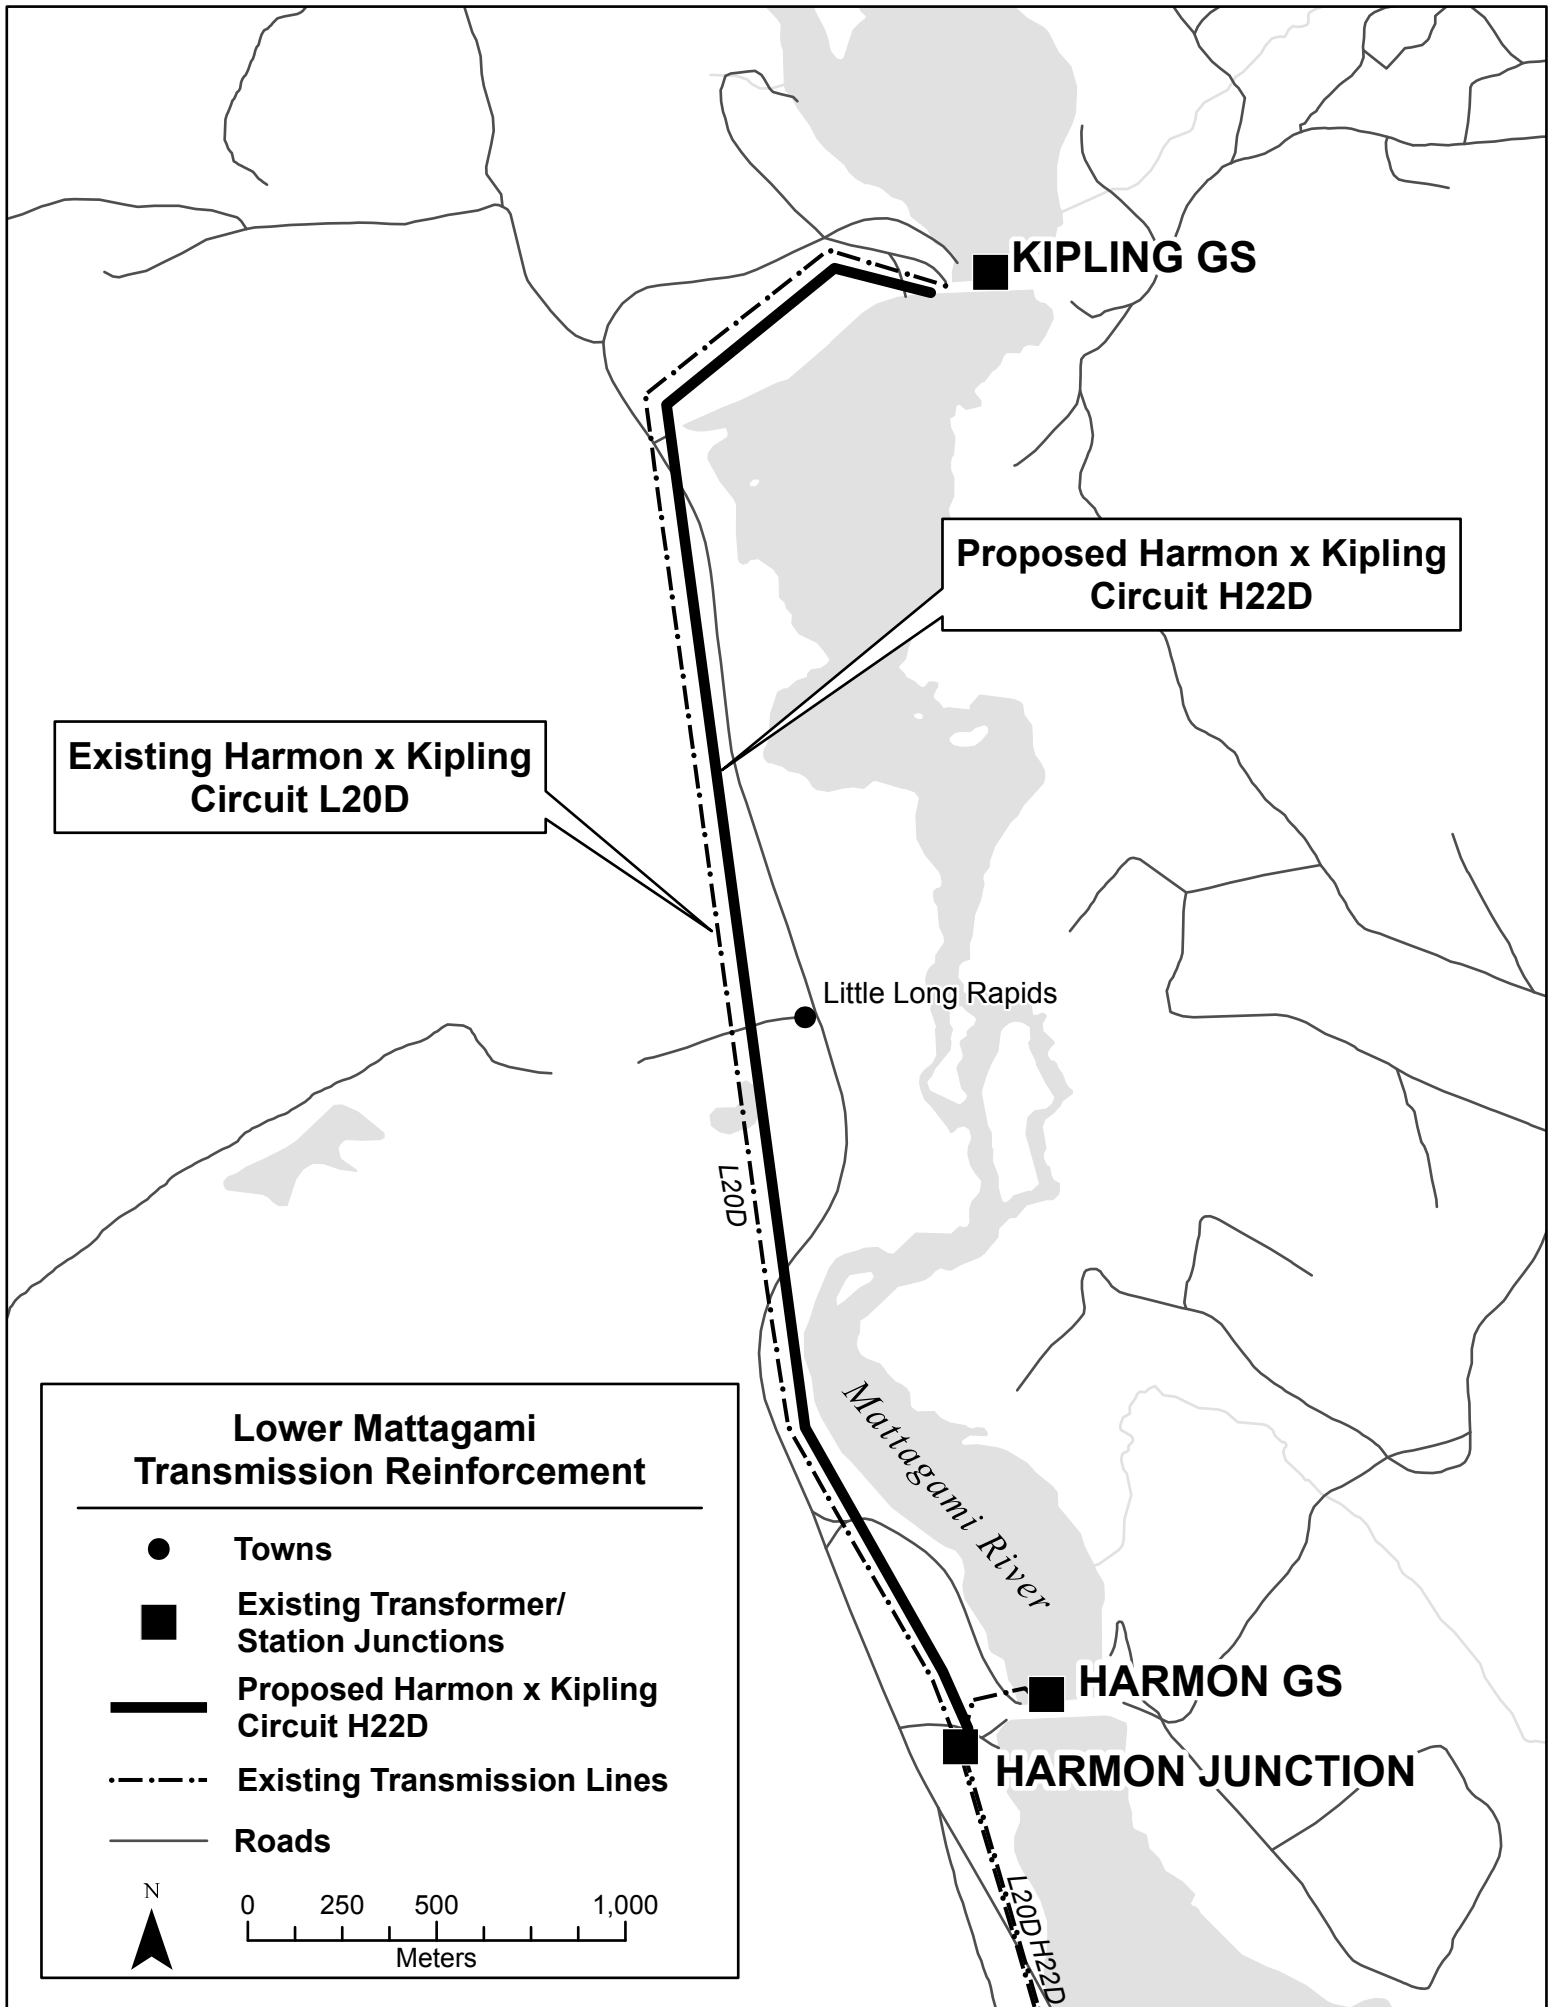 KIPLING GS
Proposed Harmon x Kipling
Circuit H22D
Existing Harmon x Kipling
Circuit L20D
Little Long Rapids
L20D
Mattagami River
HARMON GS
HARMON JUNCTION
L20D H22D
Lower Mattagami
Transmission Reinforcement
Towns
Existing Transformer/
Station Junctions
Proposed Harmon x Kipling
Circuit H22D
Existing Transmission Lines
Roads
N
0 250 500 1,000
Meters